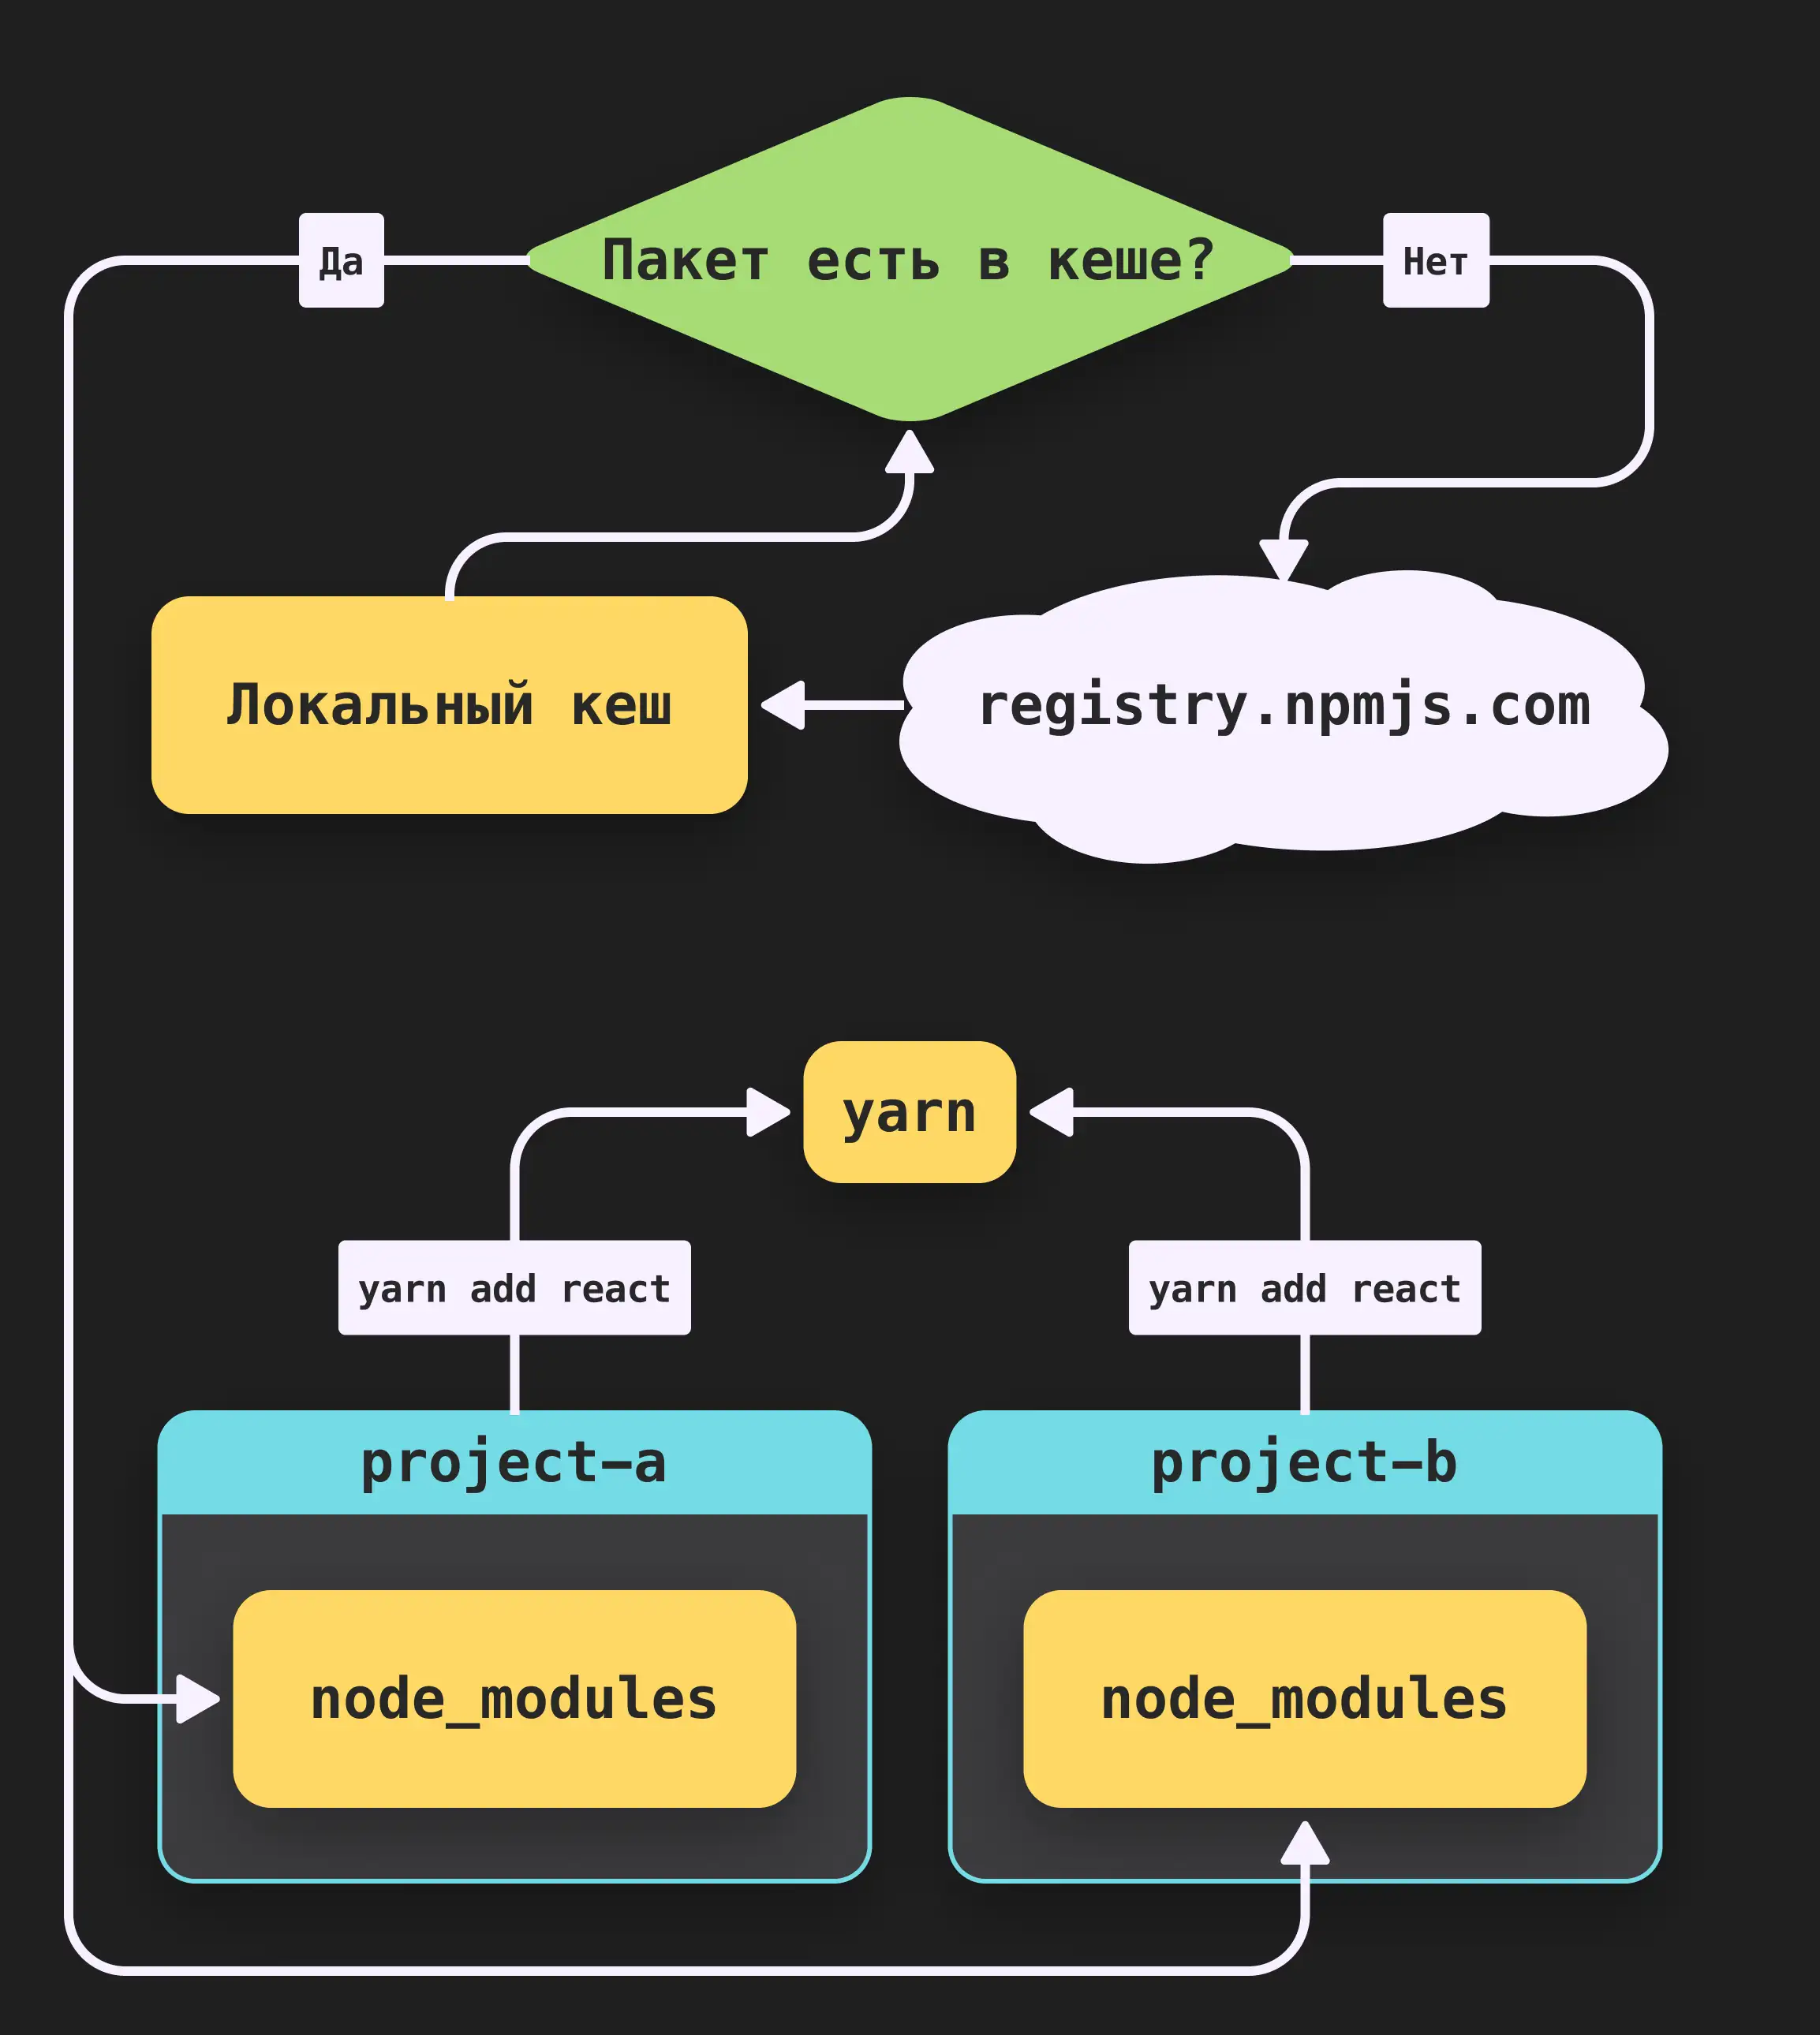 Пакет есть в кеше?
Да
Нет
Локальный кеш
registry.npmjs.com
yarn
yarn add react
yarn add react
project-a
project-b
node_modules
node_modules